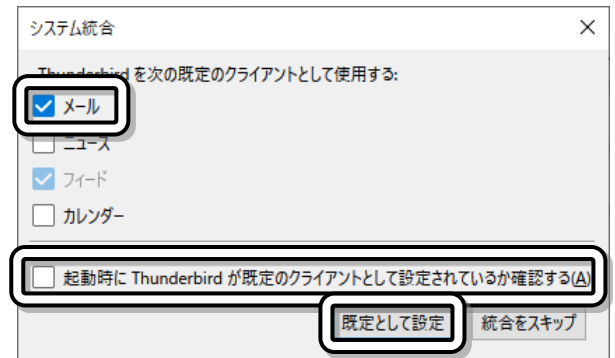 システム統合
Thunderbird を次の既定のクライアントとして使用する:
メール
ニュース
フィード
カレンダー
起動時に Thunderbird が既定のクライアントとして設定されているか確認する(A)
既定として設定
統合をスキップ